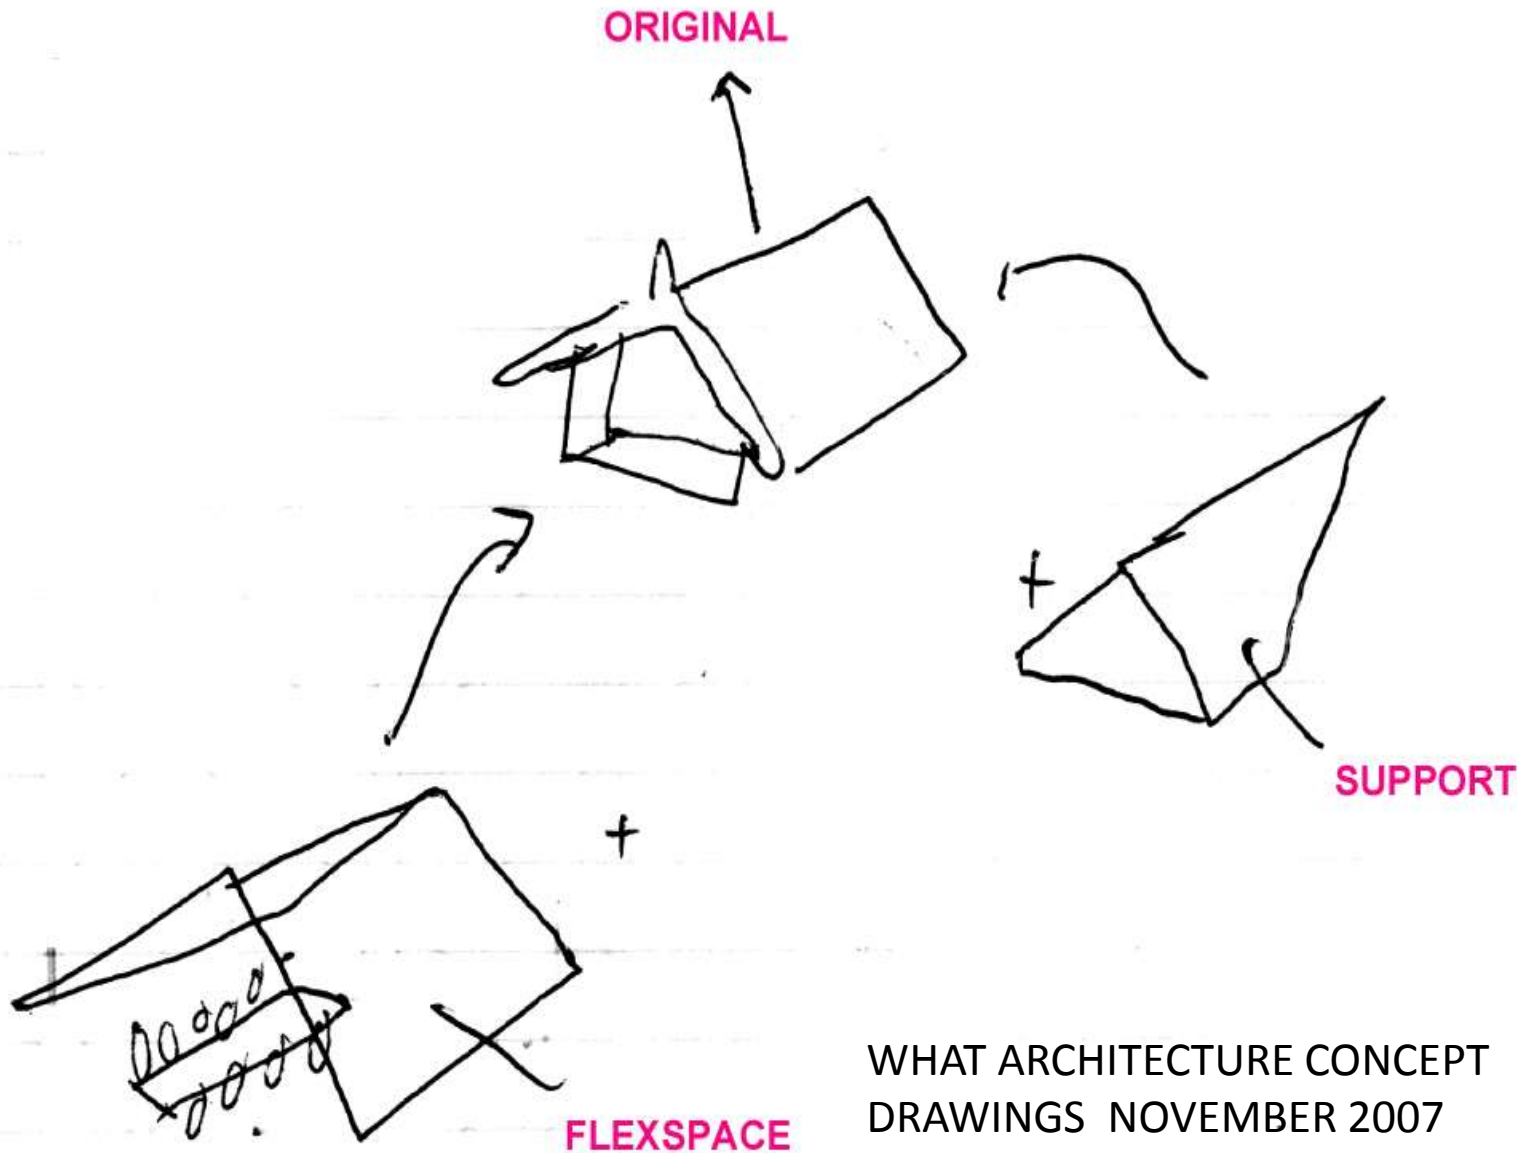 ORIGINAL
+
SUPPORT
+
FLEXSPACE
WHAT ARCHITECTURE CONCEPT
DRAWINGS NOVEMBER 2007